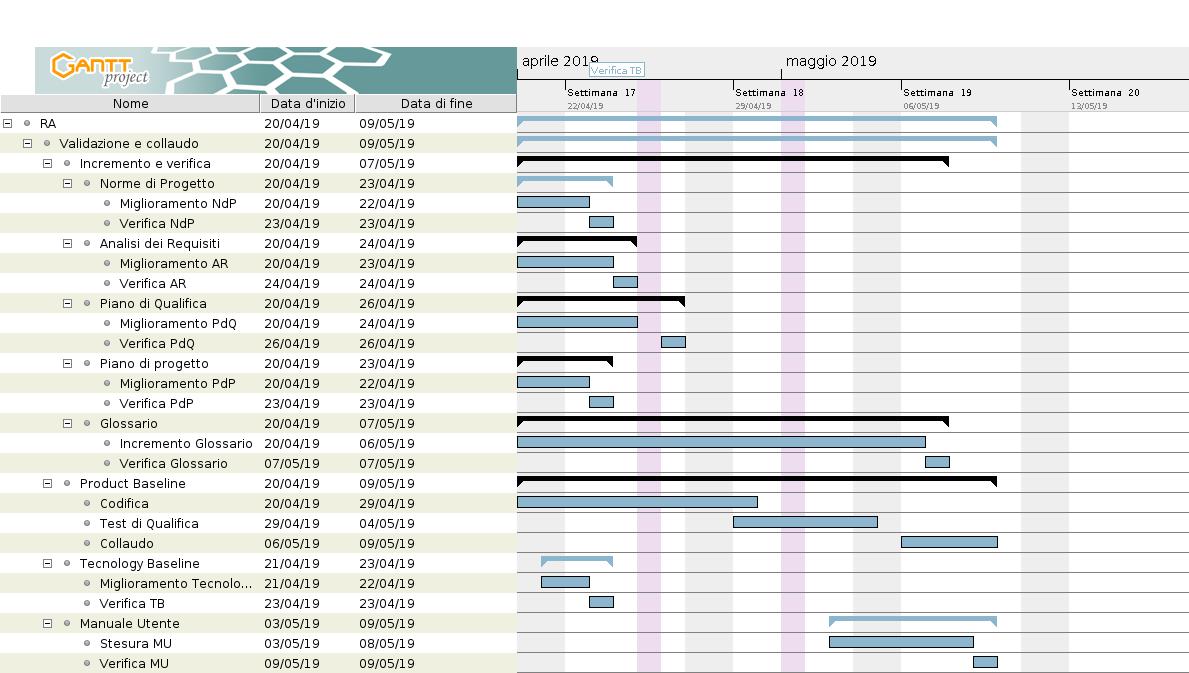 GANTT
project
aprile 2019
maggio 2019
Verifica TB
Settimana 17
Settimana 18
Settimana 19
Settimana 20
22/04/19
29/04/19
06/05/19
13/05/19
Nome Data d'inizio Data di fine
RA 20/04/19 09/05/19
Validazione e collaudo 20/04/19 09/05/19
Incremento e verifica 20/04/19 07/05/19
Norme di Progetto 20/04/19 23/04/19
Miglioramento NdP 20/04/19 22/04/19
Verifica NdP 23/04/19 23/04/19
Analisi dei Requisiti 20/04/19 24/04/19
Miglioramento AR 20/04/19 23/04/19
Verifica AR 24/04/19 24/04/19
Piano di Qualifica 20/04/19 26/04/19
Miglioramento PdQ 20/04/19 24/04/19
Verifica PdQ 26/04/19 26/04/19
Piano di progetto 20/04/19 23/04/19
Miglioramento PdP 20/04/19 22/04/19
Verifica PdP 23/04/19 23/04/19
Glossario 20/04/19 07/05/19
Incremento Glossario 20/04/19 06/05/19
Verifica Glossario 07/05/19 07/05/19
Product Baseline 20/04/19 09/05/19
Codifica 20/04/19 29/04/19
Test di Qualifica 29/04/19 04/05/19
Collaudo 06/05/19 09/05/19
Tecnology Baseline 21/04/19 23/04/19
Miglioramento Tecnolo... 21/04/19 22/04/19
Verifica TB 23/04/19 23/04/19
Manuale Utente 03/05/19 09/05/19
Stesura MU 03/05/19 08/05/19
Verifica MU 09/05/19 09/05/19